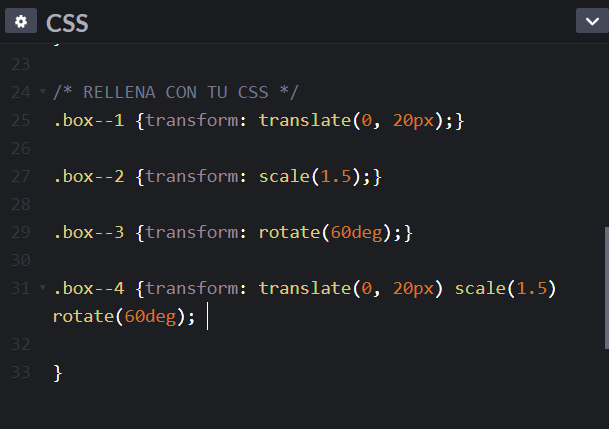 CSS
23
24 /* RELLENA CON TU CSS */
25 .box--1 {transform: translate(0, 20px);}
26
27 .box--2 {transform: scale(1.5);}
28
29 .box--3 {transform: rotate(60deg);}
30
31 .box--4 {transform: translate(0, 20px) scale(1.5)
rotate(60deg);
32
33 }